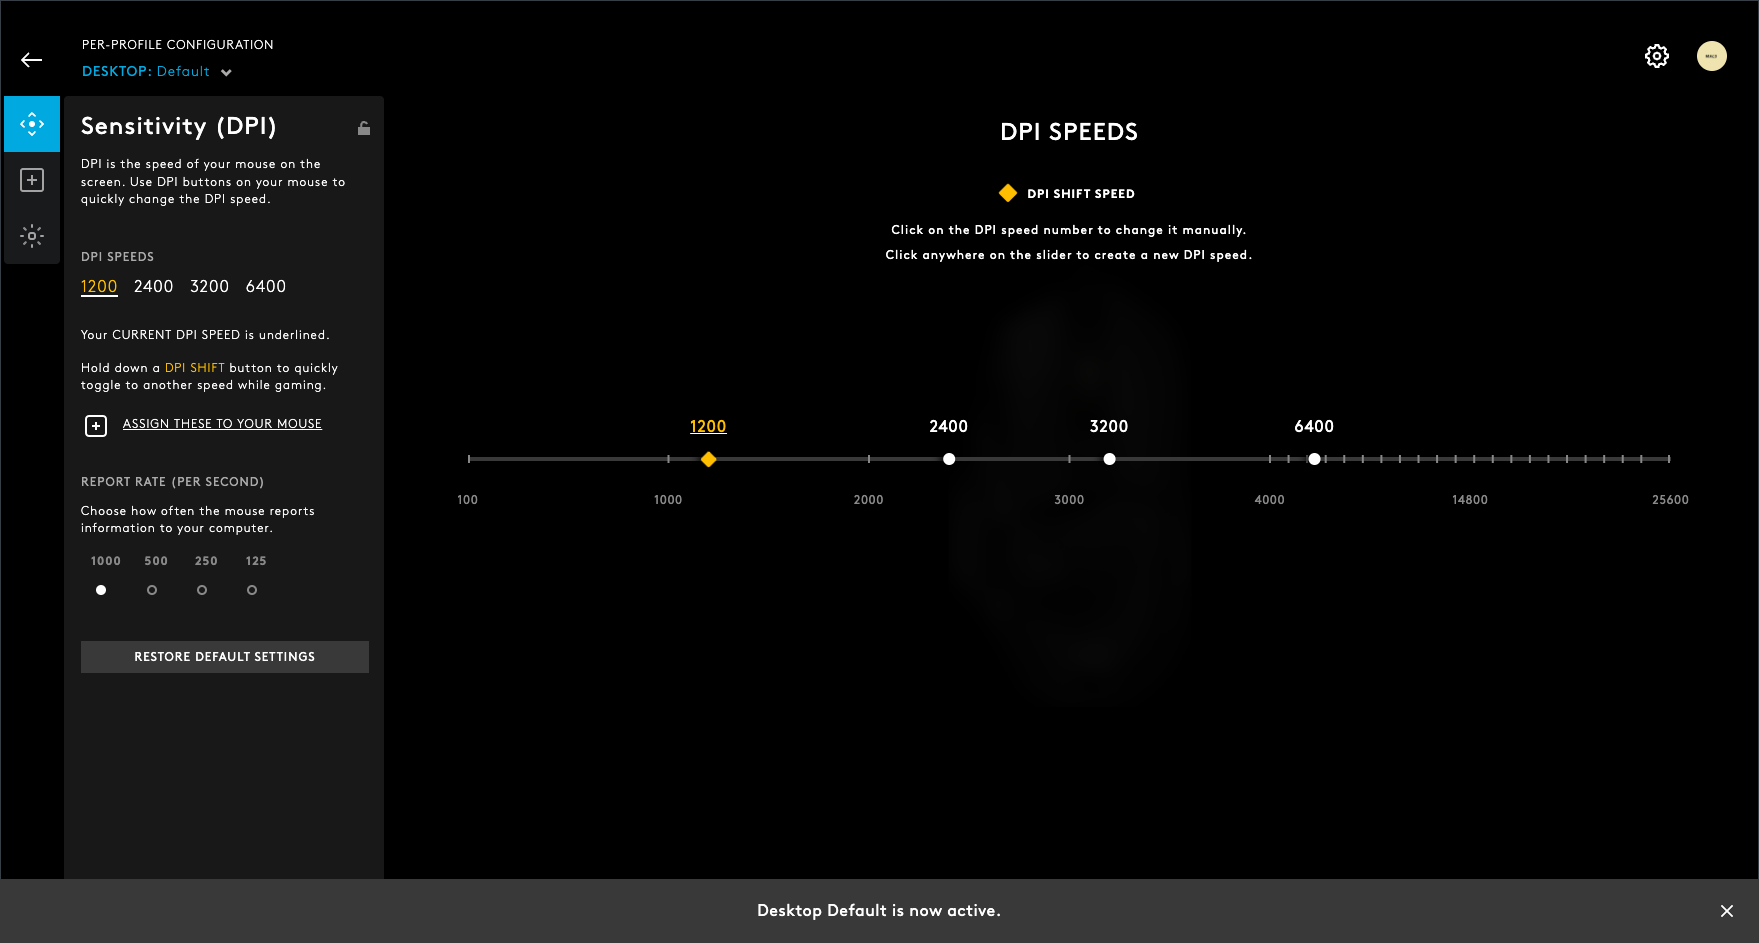 PER-PROFILE CONFIGURATION
DESKTOP: Default
Sensitivity (DPI)
DPI is the speed of your mouse on the
screen. Use DPI buttons on your mouse to
quickly change the DPI speed.
DPI SPEEDS
1200 2400 3200 6400
Your CURRENT DPI SPEED is underlined.
Hold down a DPI SHIFT button to quickly
toggle to another speed while gaming.
ASSIGN THESE TO YOUR MOUSE
REPORT RATE (PER SECOND)
Choose how often the mouse reports
information to your computer.
1000 500 250 125
RESTORE DEFAULT SETTINGS
DPI SPEEDS
DPI SHIFT SPEED
Click on the DPI speed number to change it manually.
Click anywhere on the slider to create a new DPI speed.
1200 2400 3200 6400
100 1000 2000 3000 4000 14800 25600
Desktop Default is now active.